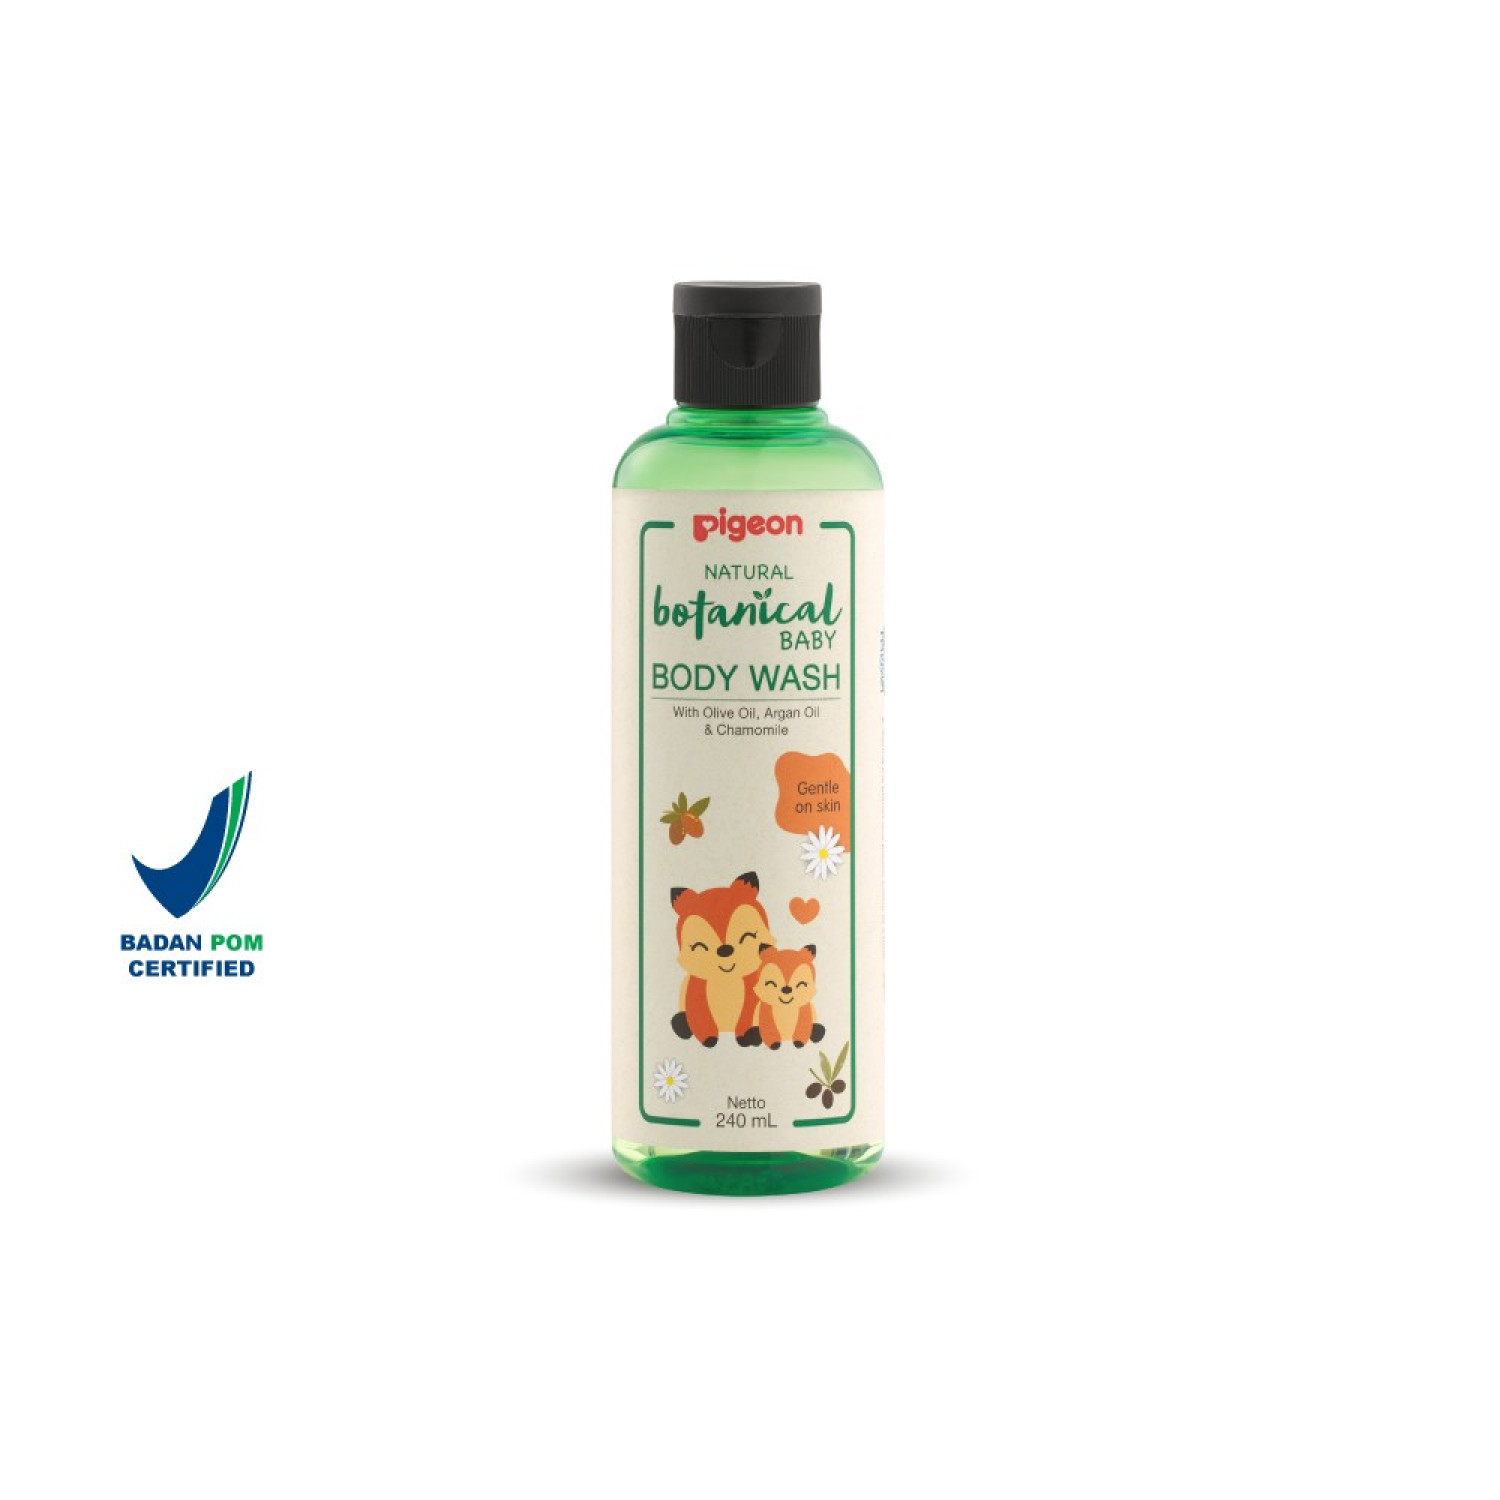 pigeon
NATURAL
botanical
BABY
BODY WASH
With Olive Oil, Argan Oil
& Chamomile
Gentle
on skin
Netto
240 mL
BADAN POM
CERTIFIED